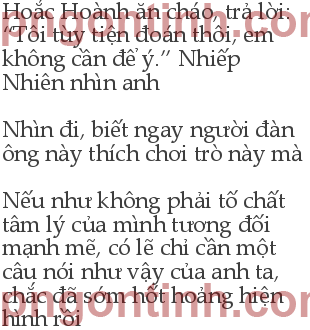 Hoắc Hoành ăn cháo, trả lời:
“Tôi tùy tiện đoán thôi, em
không cần để ý.” Nhiếp
Nhiên nhìn anh
Nhìn đi, biết ngay người đàn
ông này thích chơi trò này mà
Nếu như không phải tố chất
tâm lý của mình tương đối
mạnh mẽ, có lẽ chỉ cần một
câu nói như vậy của anh ta,
chắc đã sớm hốt hoảng hiện
hình rồi
pngontinh.com
pngontinh.com